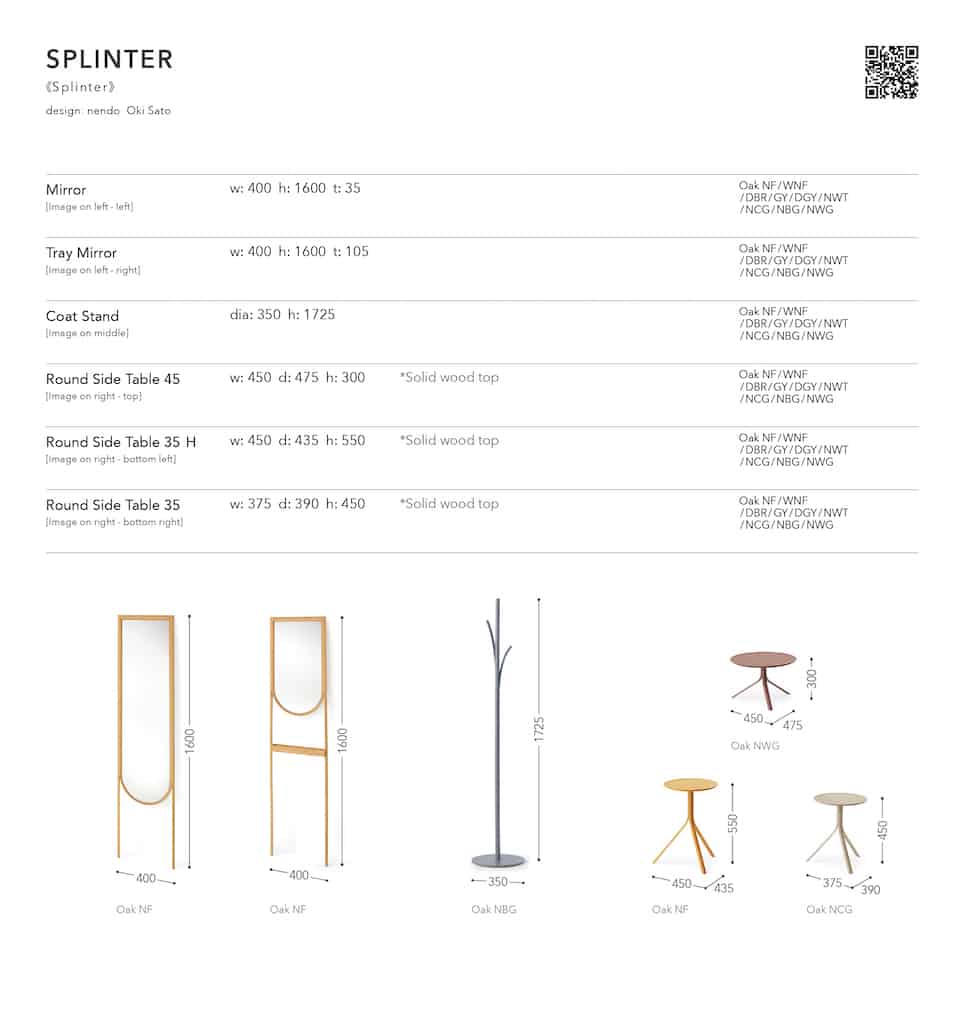 SPLINTER
《Splinter》
design: nendo Oki Sato
Mirror w: 400 h: 1600 t: 35 Oak NF/WNF
[Image on left - left] /DBR/GY/DGY/NWT
/NCG/NBG/NWG
Tray Mirror w: 400 h: 1600 t: 105 Oak NF/WNF
[Image on left - right] /DBR/GY/DGY/NWT
/NCG/NBG/NWG
Coat Stand dia: 350 h: 1725 Oak NF/WNF
[Image on middle] /DBR/GY/DGY/NWT
/NCG/NBG/NWG
Round Side Table 45 w: 450 d: 475 h: 300 *Solid wood top Oak NF/WNF
[Image on right - top] /DBR/GY/DGY/NWT
/NCG/NBG/NWG
Round Side Table 35 H w: 450 d: 435 h: 550 *Solid wood top Oak NF/WNF
[Image on right - bottom left] /DBR/GY/DGY/NWT
/NCG/NBG/NWG
Round Side Table 35 w: 375 d: 390 h: 450 *Solid wood top Oak NF/WNF
[Image on right - bottom right] /DBR/GY/DGY/NWT
/NCG/NBG/NWG
1600
400
Oak NF
1600
400
Oak NF
1725
350
Oak NBG
300
450
475
Oak NWG
550
450
435
Oak NF
450
375
390
Oak NCG